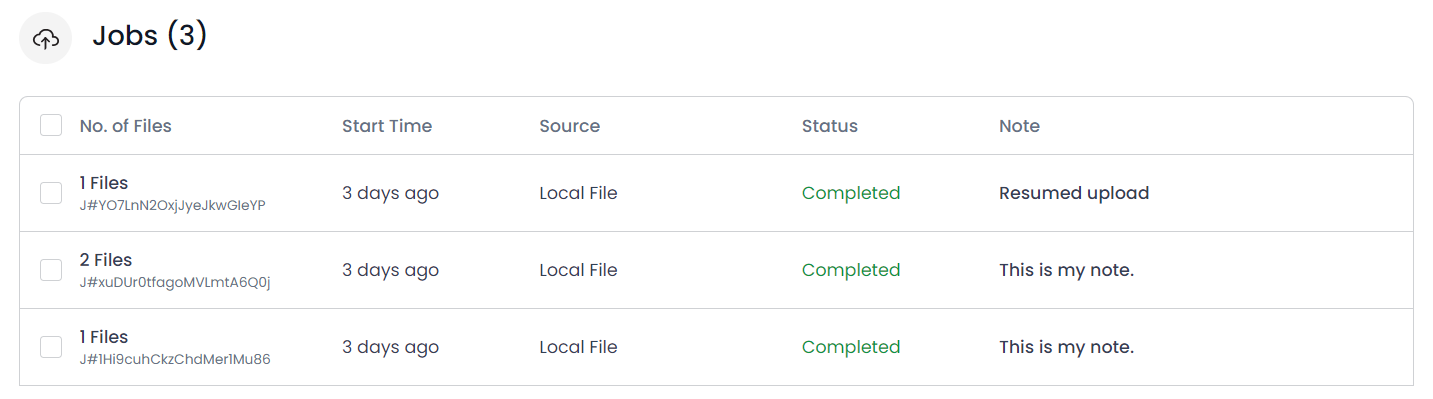 Jobs (3)
No. of Files Start Time Source Status Note
1 Files
J#YO7LnN2OxjJyeJkwGIeYP
3 days ago Local File Completed Resumed upload
2 Files
J#xuDUr0tfagoMVLmtA6Q0j
3 days ago Local File Completed This is my note.
1 Files
J#1Hi9cuhCkzChdMer1Mu86
3 days ago Local File Completed This is my note.